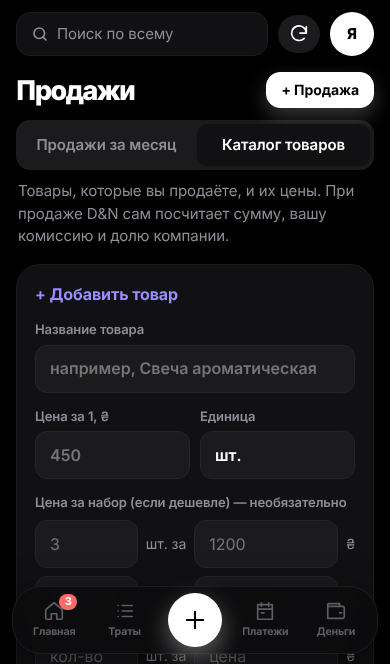 Поиск по всему
Я
Продажи
+ Продажа
Продажи за месяц
Каталог товаров
Товары, которые вы продаёте, и их цены. При
продаже D&N сам посчитает сумму, вашу
комиссию и долю компании.
+ Добавить товар
Название товара
например, Свеча ароматическая
Цена за 1, ₴
Единица
450
шт.
Цена за набор (если дешевле) — необязательно
3
шт. за
1200
₴
3
Главная
Траты
+
Платежи
Деньги
кол-во
шт. за
цена
₴